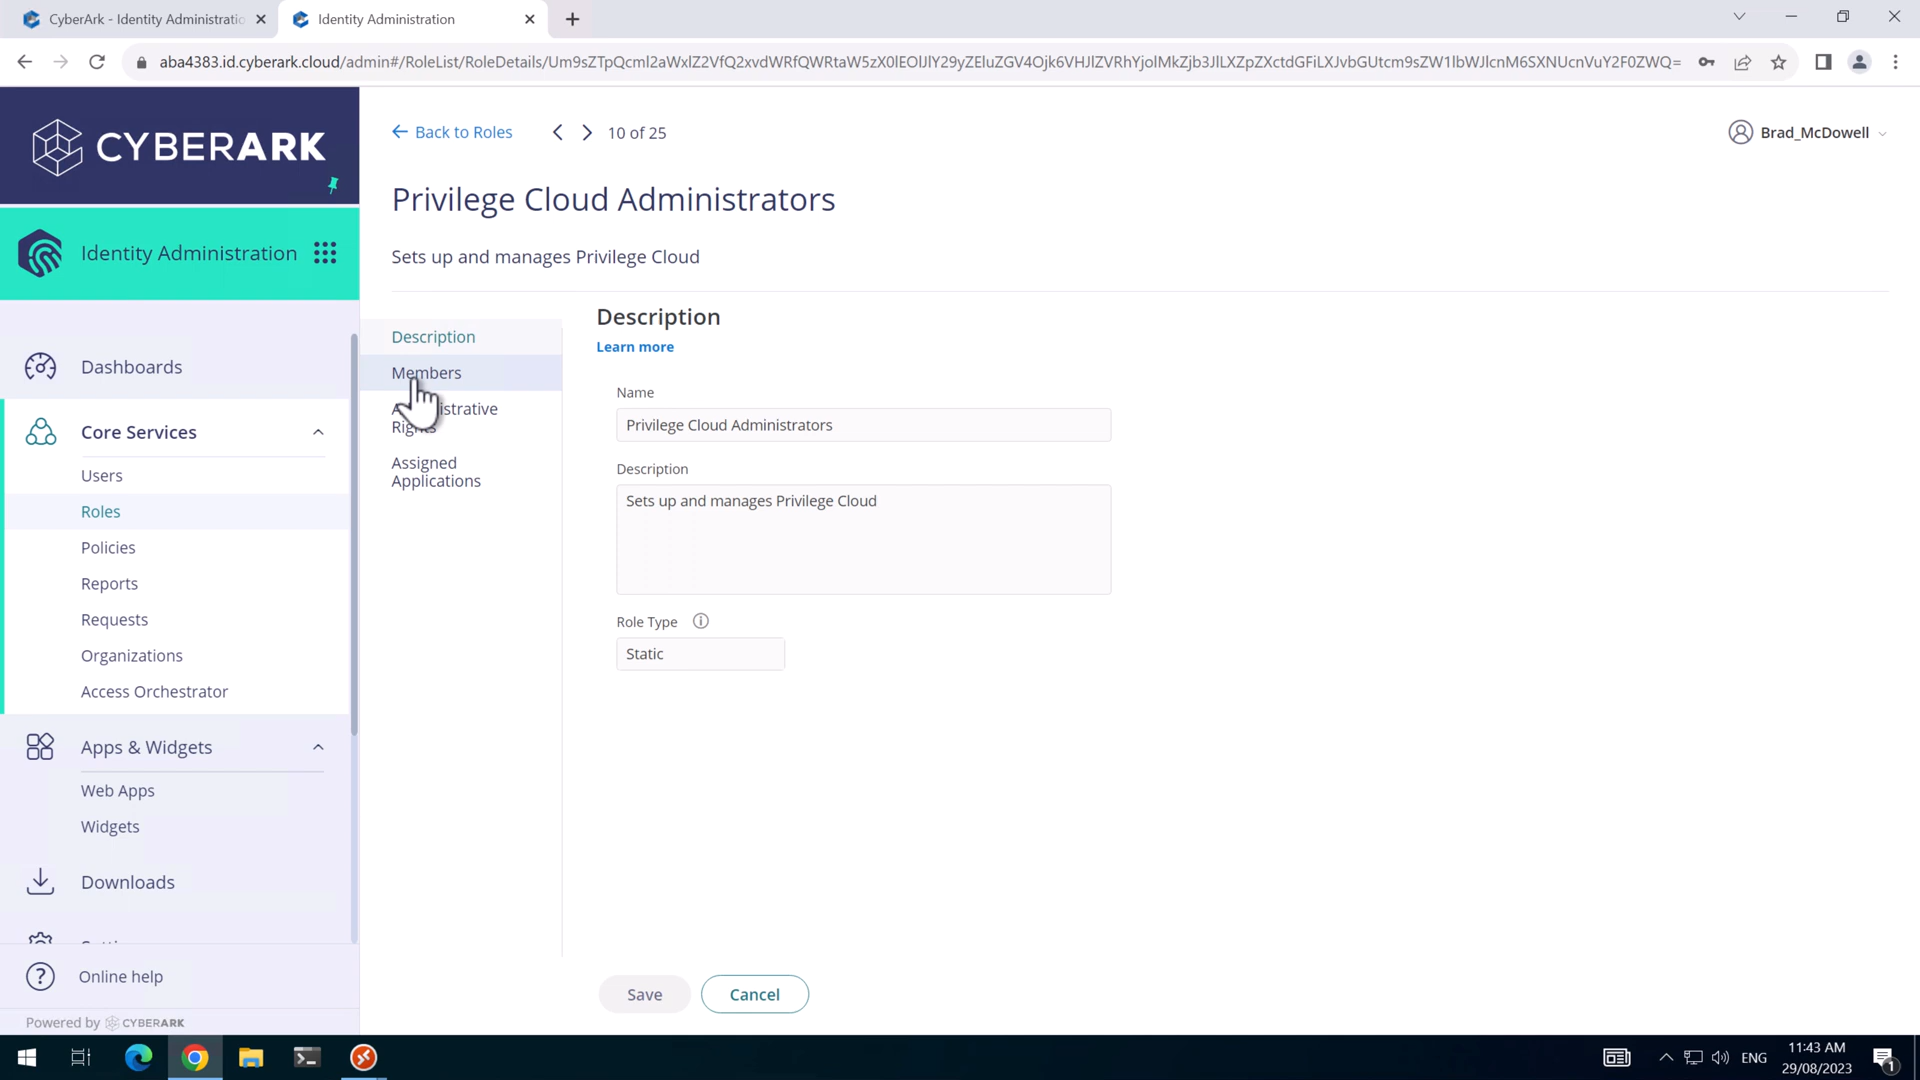 CyberArk - Identity Administratio
Identity Administration
aba4383.id.cyberark.cloud/admin#/RoleList/RoleDetails/
← Back to Roles
10 of 25
Brad_McDowell
CYBERARK
Privilege Cloud Administrators
Identity Administration
Sets up and manages Privilege Cloud
Dashboards
Core Services
Users
Roles
Policies
Reports
Requests
Organizations
Access Orchestrator
Apps & Widgets
Web Apps
Widgets
Downloads
Online help
Powered by CYBERARK
Description
Members
Rights
Assigned
Applications
Description
Learn more
Name
Privilege Cloud Administrators
Description
Sets up and manages Privilege Cloud
Role Type
Static
Save
Cancel
ENG
11:43 AM
29/08/2023
1